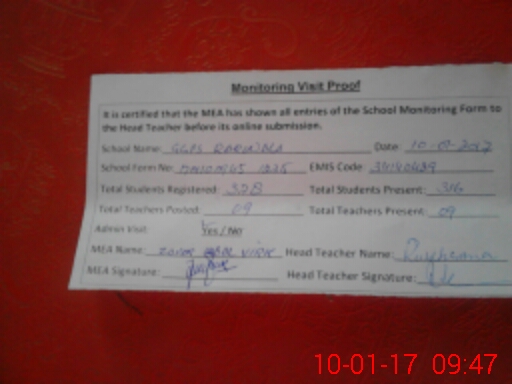 Monitoring Visit Proof
It is certified that the MEA has shown all entries of the School Monitoring Form to
the Head Teacher before its online submission.
School Name: GGPS Date: 10-01-2017
School Form No: EMIS Code:
Total Students Registered: 328 Total Students Present: 316
Total Teachers Posted: 09 Total Teachers Present: 09
Admin Visit: Yes / No
MEA Name: Head Teacher Name:
MEA Signature: Head Teacher Signature:
10-01-17 09:47